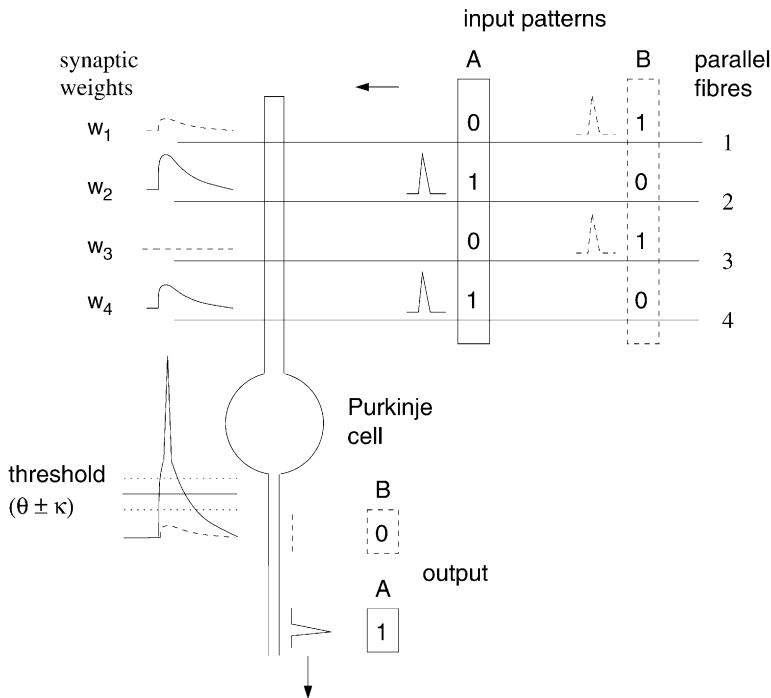 input patterns
synaptic
weights
A
B
parallel
fibres
w1
0
1
1
w2
1
0
2
w3
0
1
3
w4
1
0
4
Purkinje
cell
threshold
(θ ± κ)
B
0
output
A
1